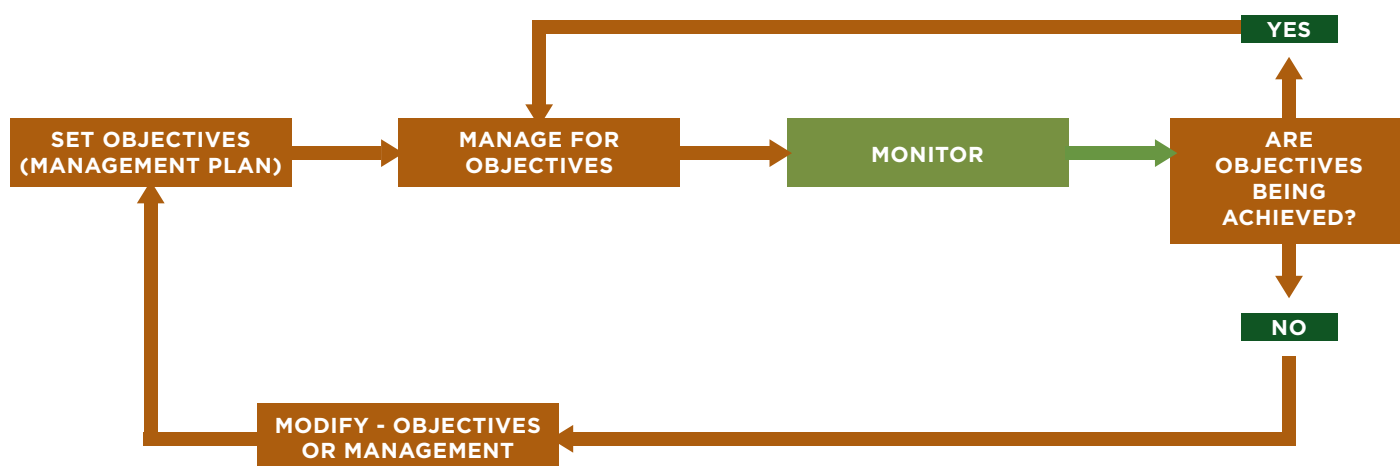 YES
SET OBJECTIVES
(MANAGEMENT PLAN)
MANAGE FOR
OBJECTIVES
MONITOR
ARE
OBJECTIVES
BEING
ACHIEVED?
NO
MODIFY - OBJECTIVES
OR MANAGEMENT